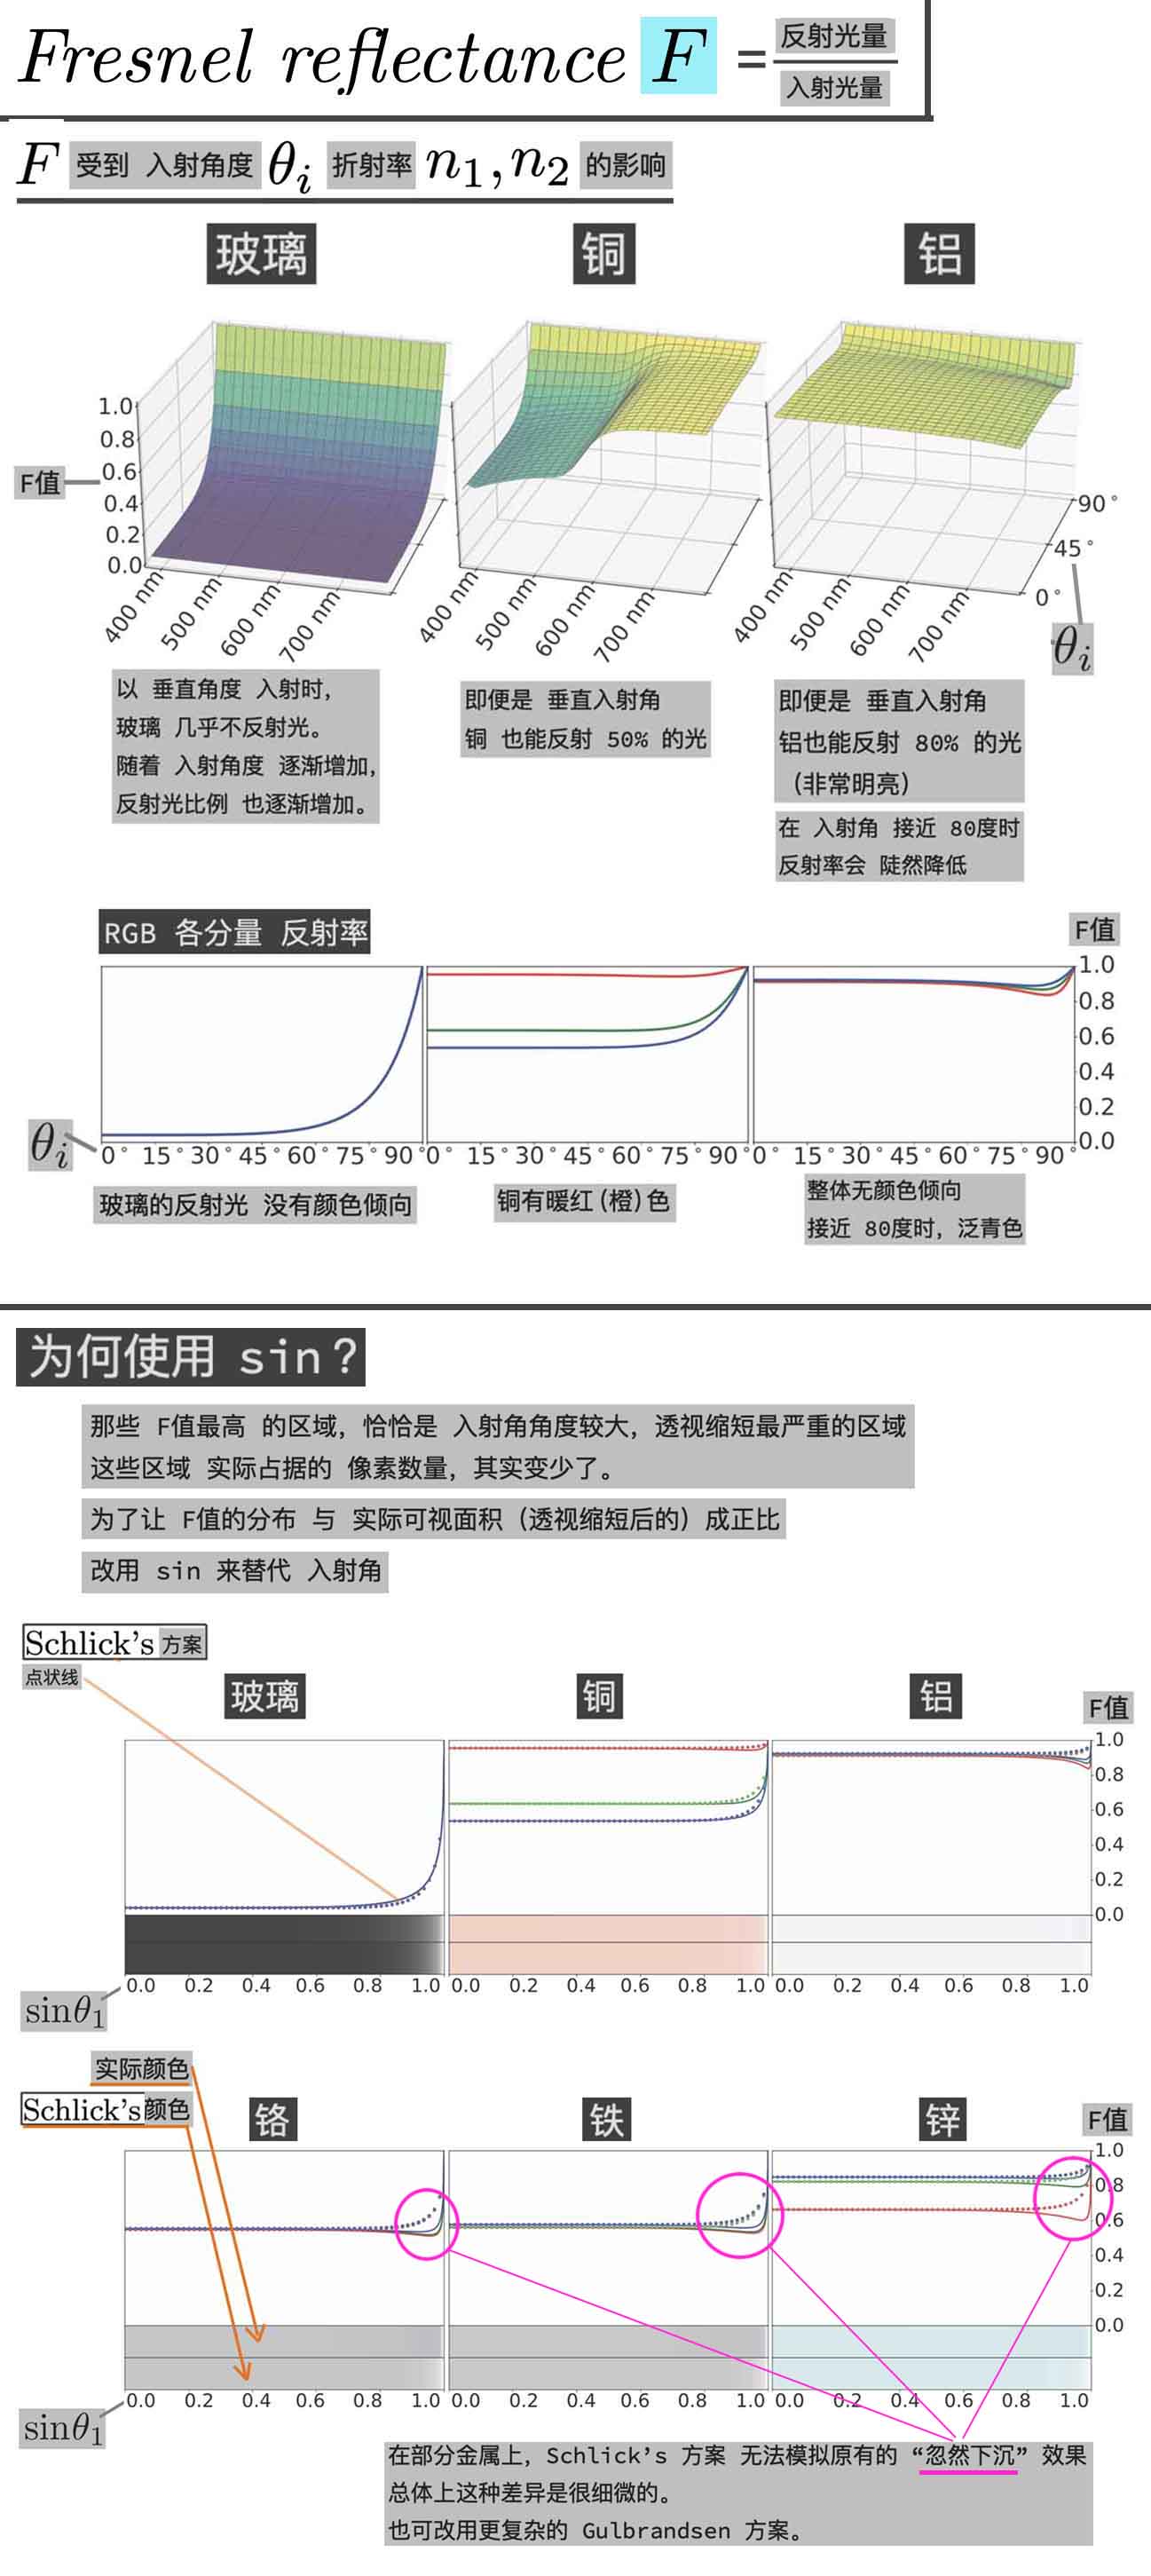 Fresnel reflectance F = 反射光量
入射光量
F 受到 入射角度 θi 折射率 n1,n2 的影响
玻璃 铜 铝
F值
1.0
0.8
0.6
0.4
0.2
0.0
400 nm 500 nm 600 nm 700 nm
400 nm 500 nm 600 nm 700 nm
400 nm 500 nm 600 nm 700 nm
90°
45°
0°
θi
以 垂直角度 入射时,
玻璃 几乎不反射光。
随着 入射角度 逐渐增加,
反射光比例 也逐渐增加。
即便是 垂直入射角
铜 也能反射 50% 的光
即便是 垂直入射角
铝也能反射 80% 的光
(非常明亮)
在 入射角 接近 80度时
反射率会 陡然降低
RGB 各分量 反射率
F值
1.0
0.8
0.6
0.4
0.2
0.0
θi
0° 15° 30° 45° 60° 75° 90°
0° 15° 30° 45° 60° 75° 90°
0° 15° 30° 45° 60° 75° 90°
玻璃的反射光 没有颜色倾向
铜有暖红(橙)色
整体无颜色倾向
接近 80度时, 泛青色
为何使用 sin?
那些 F值最高 的区域, 恰恰是 入射角角度较大, 透视缩短最严重的区域
这些区域 实际占据的 像素数量, 其实变少了。
为了让 F值的分布 与 实际可视面积 (透视缩短后的) 成正比
改用 sin 来替代 入射角
Schlick's 方案
点状线
玻璃 铜 铝
F值
1.0
0.8
0.6
0.4
0.2
0.0
0.0 0.2 0.4 0.6 0.8 1.0
0.0 0.2 0.4 0.6 0.8 1.0
0.0 0.2 0.4 0.6 0.8 1.0
sinθ1
实际颜色
Schlick's颜色
铬 铁 锌
F值
1.0
0.8
0.6
0.4
0.2
0.0
0.0 0.2 0.4 0.6 0.8 1.0
0.0 0.2 0.4 0.6 0.8 1.0
0.0 0.2 0.4 0.6 0.8 1.0
sinθ1
在部分金属上, Schlick's 方案 无法模拟原有的 “忽然下沉” 效果
总体上这种差异是很细微的。
也可改用更复杂的 Gulbrandsen 方案。